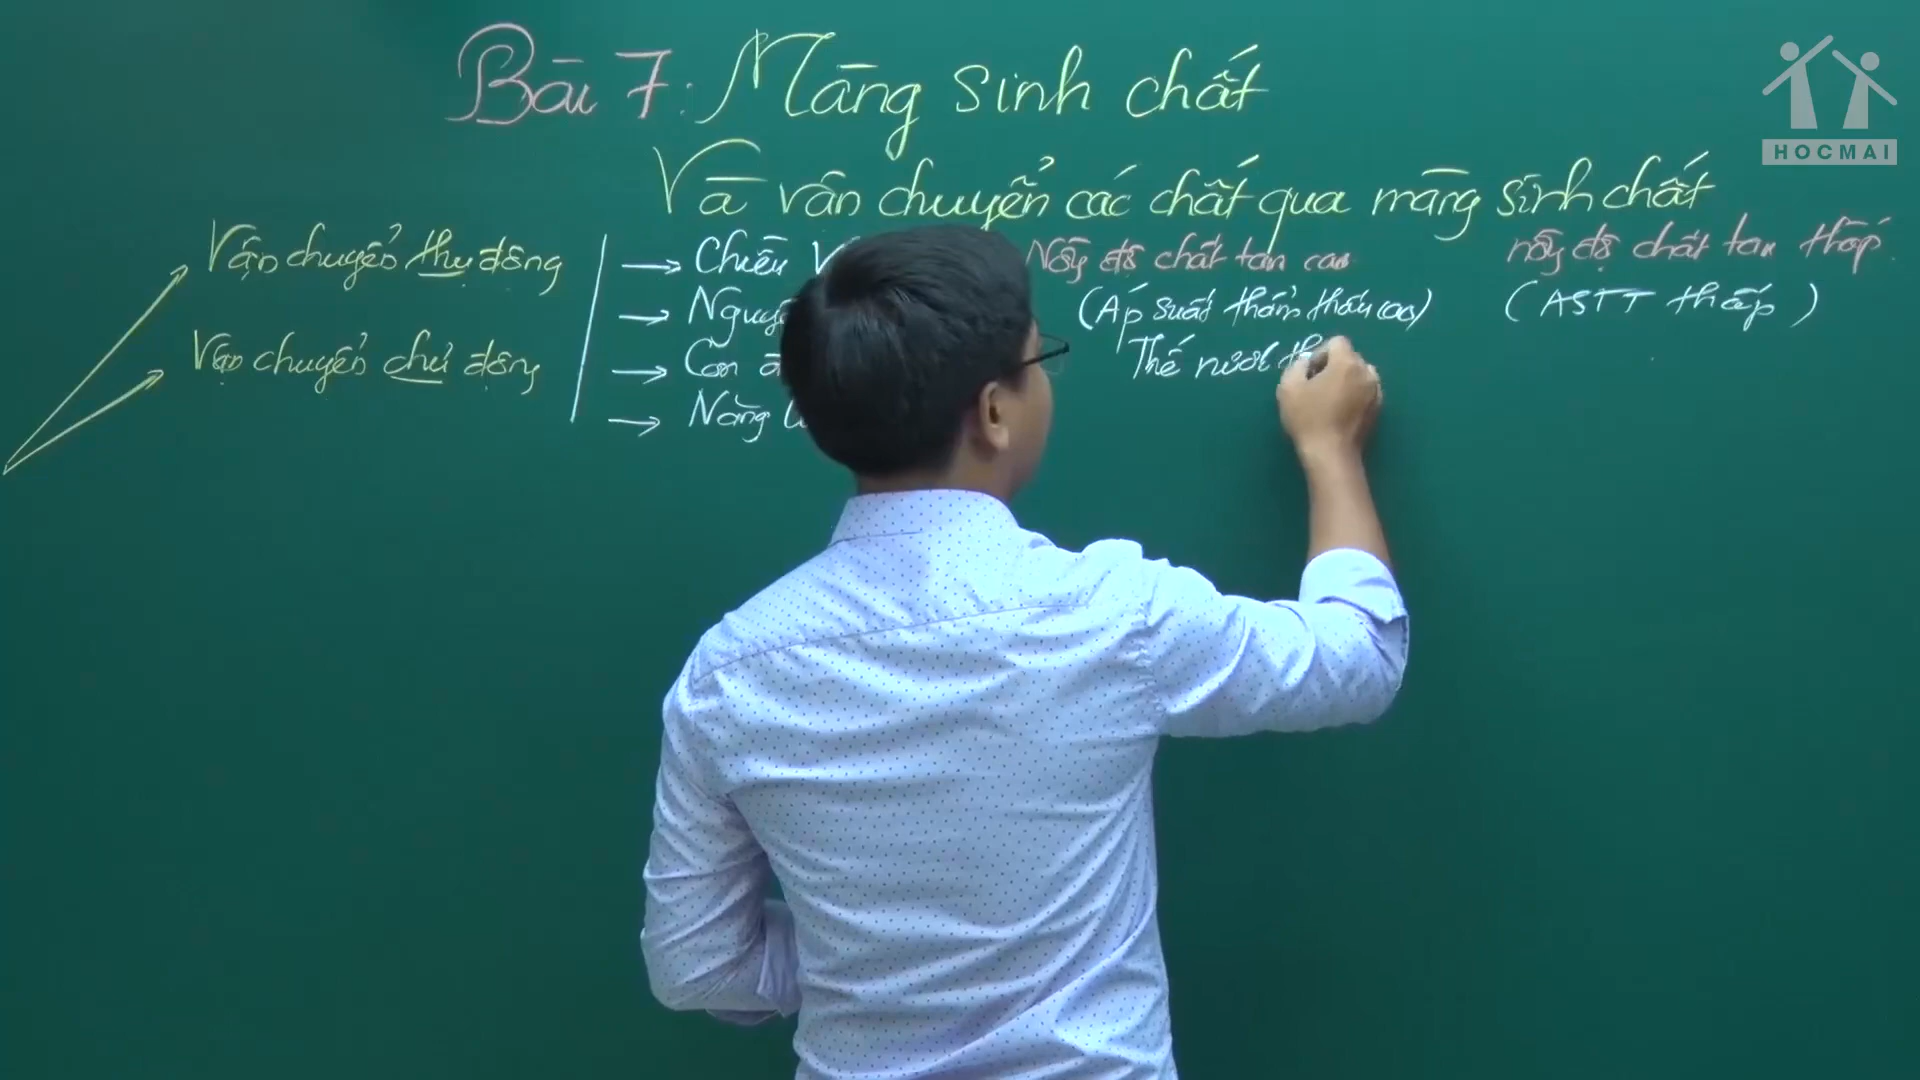 Bài 7: Màng sinh chất
Và vận chuyển các chất qua màng sinh chất
HOCMAI
Vận chuyển thụ động
Vận chuyển chủ động
→ Chiều
→
→ Con
→ Năng
Nồng độ chất tan cao
(Áp suất thẩm thấu cao)
Thế nước
nồng độ chất tan thấp
(ASTT thấp)